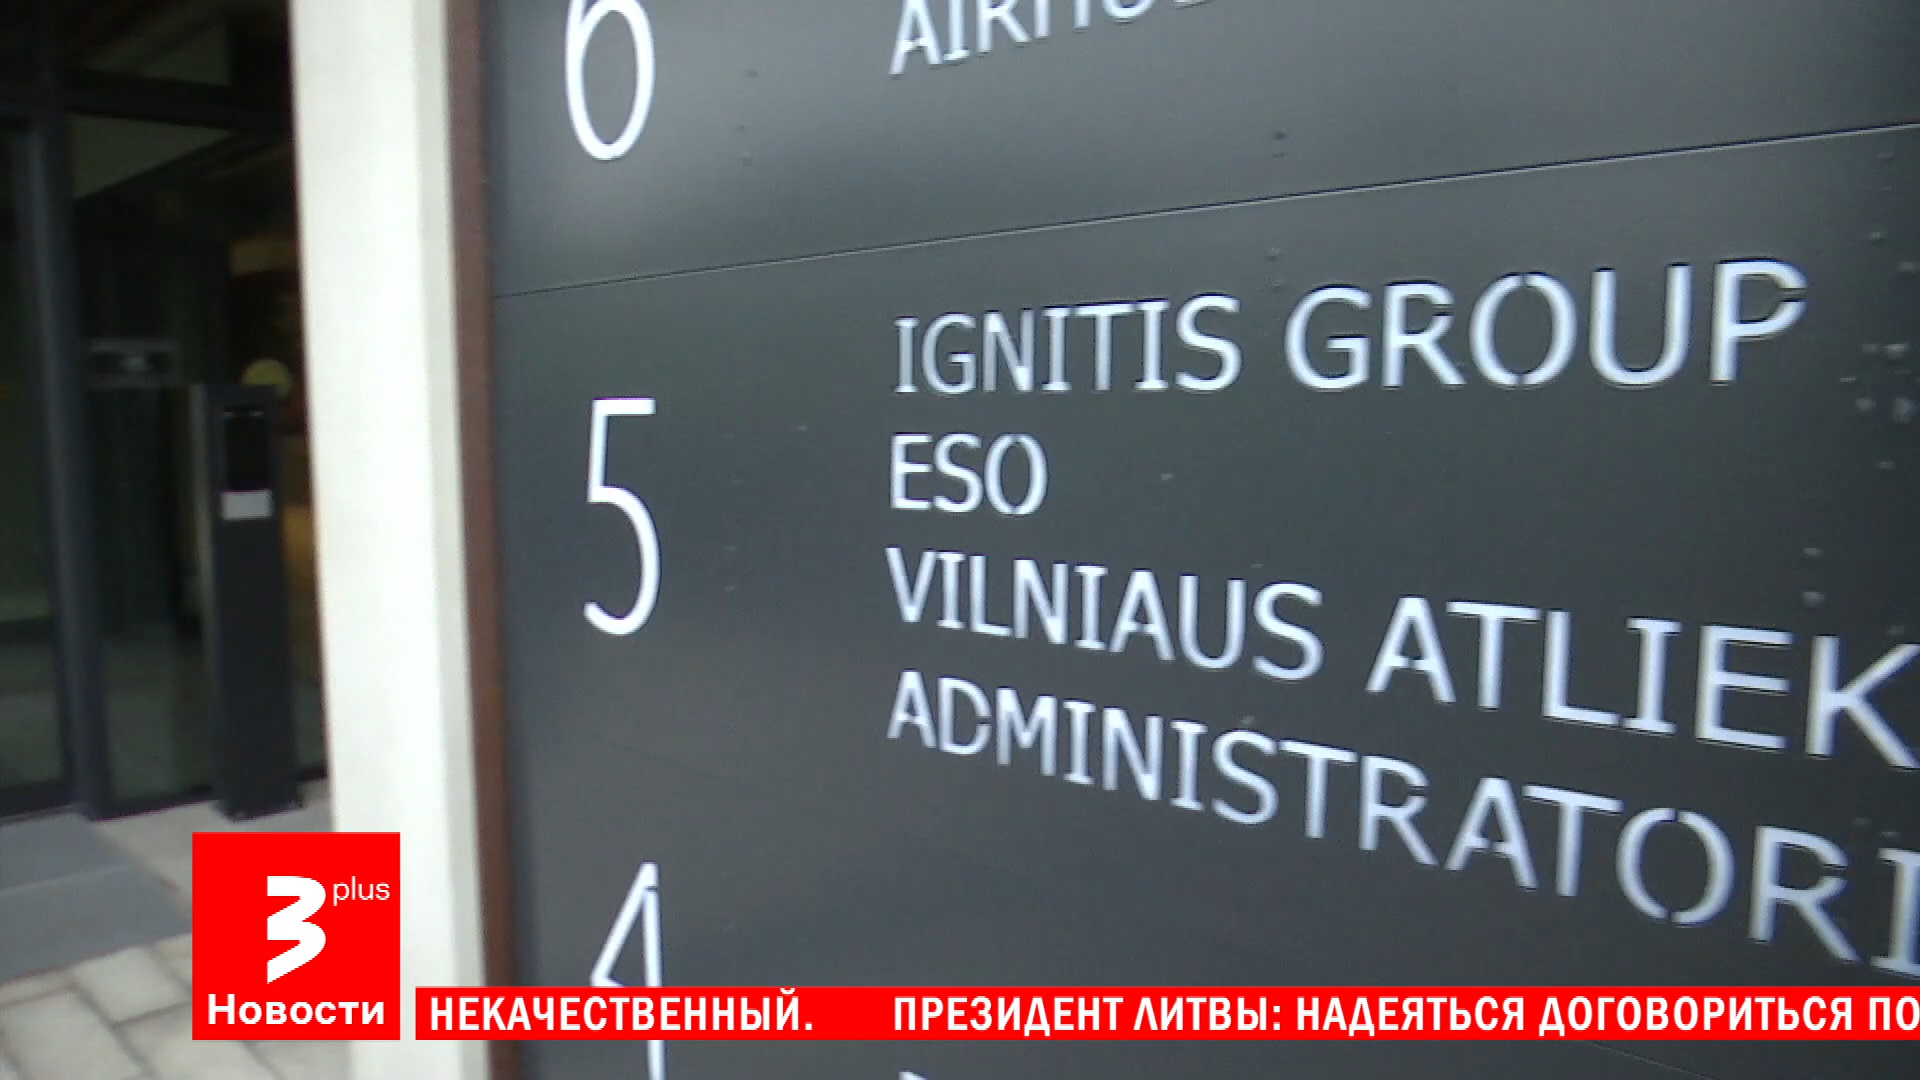 6
5
IGNITIS GROUP
ESO
VILNIAUS ATLIEK
ADMINISTRATORI
4
3 plus
Новости
НЕКАЧЕСТВЕННЫЙ. ПРЕЗИДЕНТ ЛИТВЫ: НАДЕЯТЬСЯ ДОГОВОРИТЬСЯ ПО